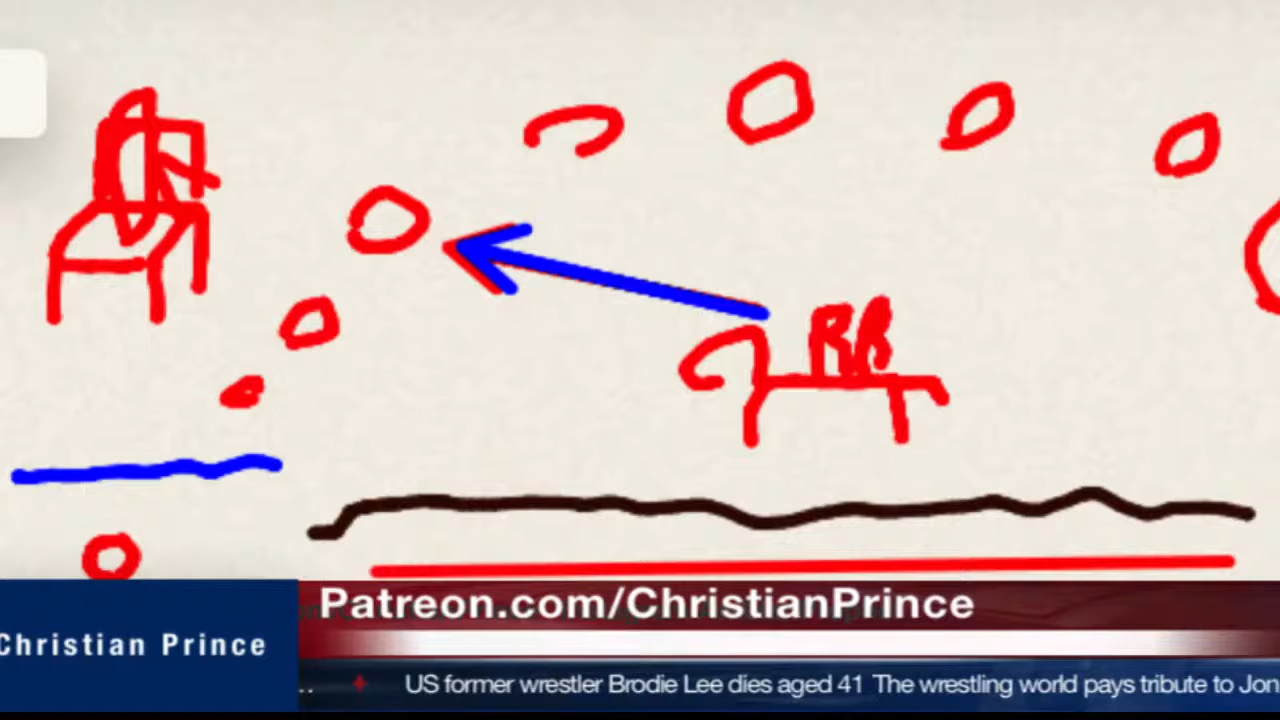 Patreon.com/ChristianPrince
Christian Prince
.. US former wrestler Brodie Lee dies aged 41 The wrestling world pays tribute to Jon